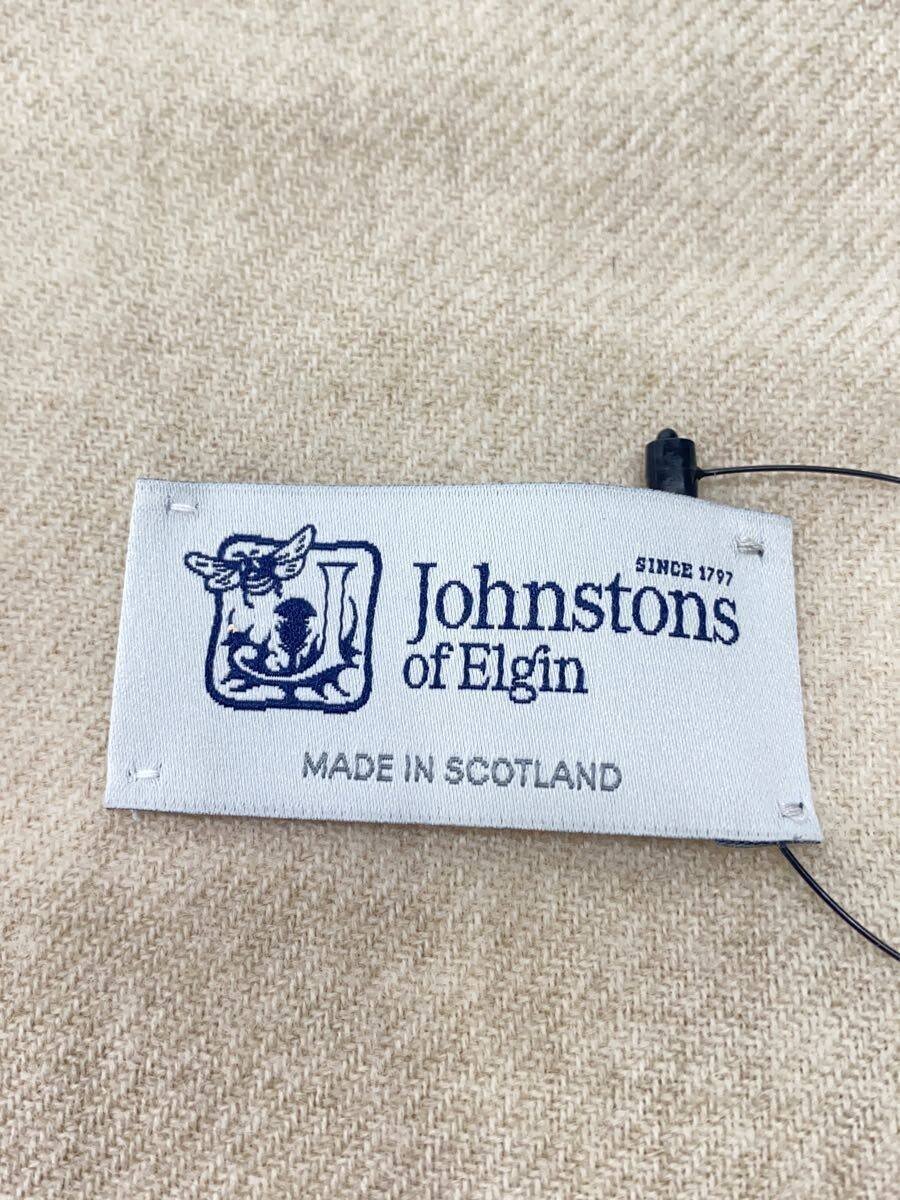 SINCE 1797
Johnstons
of Elgin
MADE IN SCOTLAND